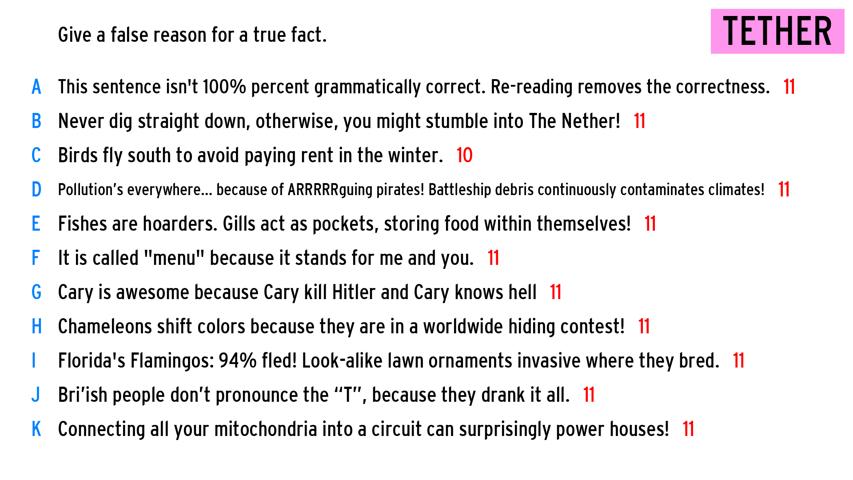 Give a false reason for a true fact.
TETHER
A This sentence isn't 100% percent grammatically correct. Re-reading removes the correctness. 11
B Never dig straight down, otherwise, you might stumble into The Nether! 11
C Birds fly south to avoid paying rent in the winter. 10
D Pollution’s everywhere... because of ARRRRRguing pirates! Battleship debris continuously contaminates climates! 11
E Fishes are hoarders. Gills act as pockets, storing food within themselves! 11
F It is called "menu" because it stands for me and you. 11
G Cary is awesome because Cary kill Hitler and Cary knows hell 11
H Chameleons shift colors because they are in a worldwide hiding contest! 11
I Florida's Flamingos: 94% fled! Look-alike lawn ornaments invasive where they bred. 11
J Bri’ish people don’t pronounce the “T”, because they drank it all. 11
K Connecting all your mitochondria into a circuit can surprisingly power houses! 11